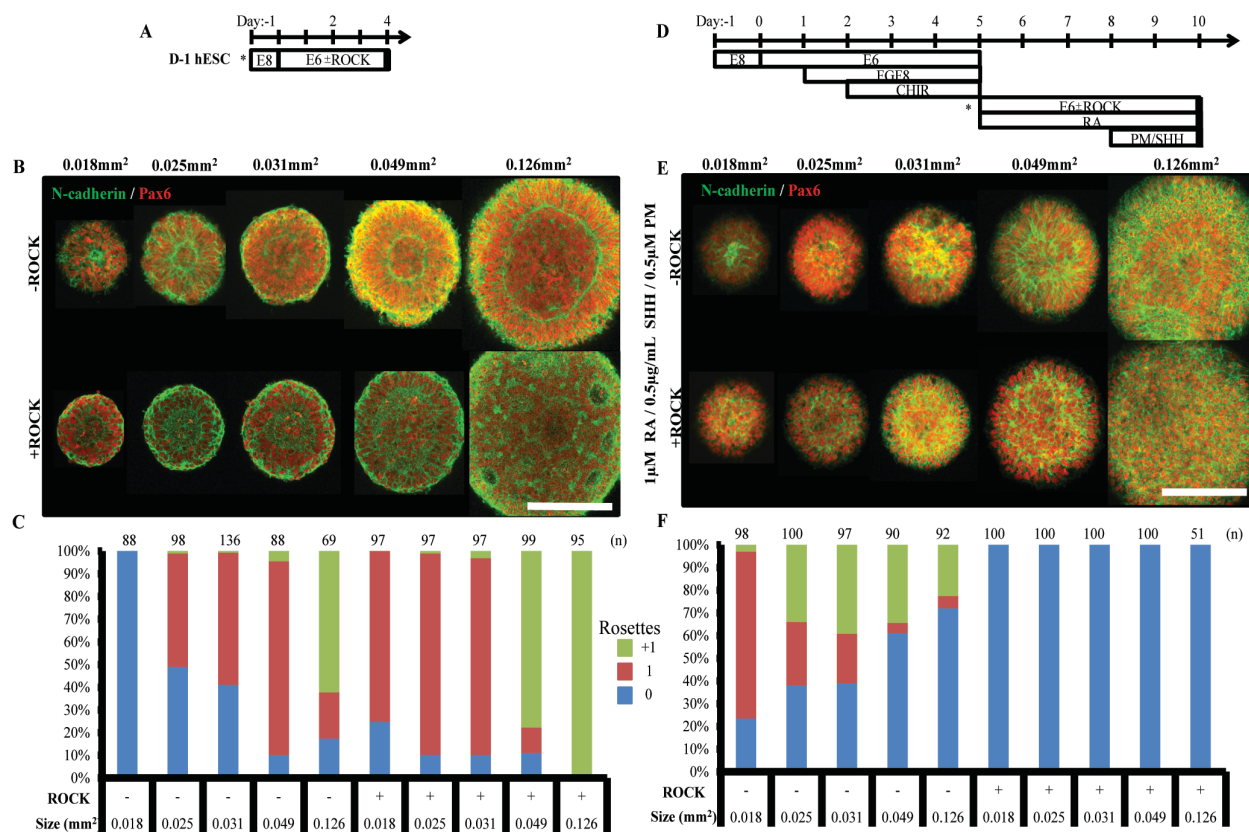 A
Day:-1 2 4
D-1 hESC * E8 E6 ±ROCK
B
0.018mm² 0.025mm² 0.031mm² 0.049mm² 0.126mm²
N-cadherin / Pax6
-ROCK
+ROCK
C
88 98 136 88 69 97 97 97 99 95 (n)
100%
90%
80%
70%
60%
50%
40%
30%
20%
10%
0%
Rosettes
+1
1
0
ROCK - - - - - + + + + +
Size (mm²) 0.018 0.025 0.031 0.049 0.126 0.018 0.025 0.031 0.049 0.126
D
Day:-1 0 1 2 3 4 5 6 7 8 9 10
E8 E6
FGF8
CHIR
* E6±ROCK
RA
PM/SHH
E
0.018mm² 0.025mm² 0.031mm² 0.049mm² 0.126mm²
N-cadherin / Pax6
1µM RA / 0.5µg/mL SHH / 0.5µM PM
-ROCK
+ROCK
F
98 100 97 90 92 100 100 100 100 51 (n)
100%
90%
80%
70%
60%
50%
40%
30%
20%
10%
0%
ROCK - - - - - + + + + +
Size (mm²) 0.018 0.025 0.031 0.049 0.126 0.018 0.025 0.031 0.049 0.126